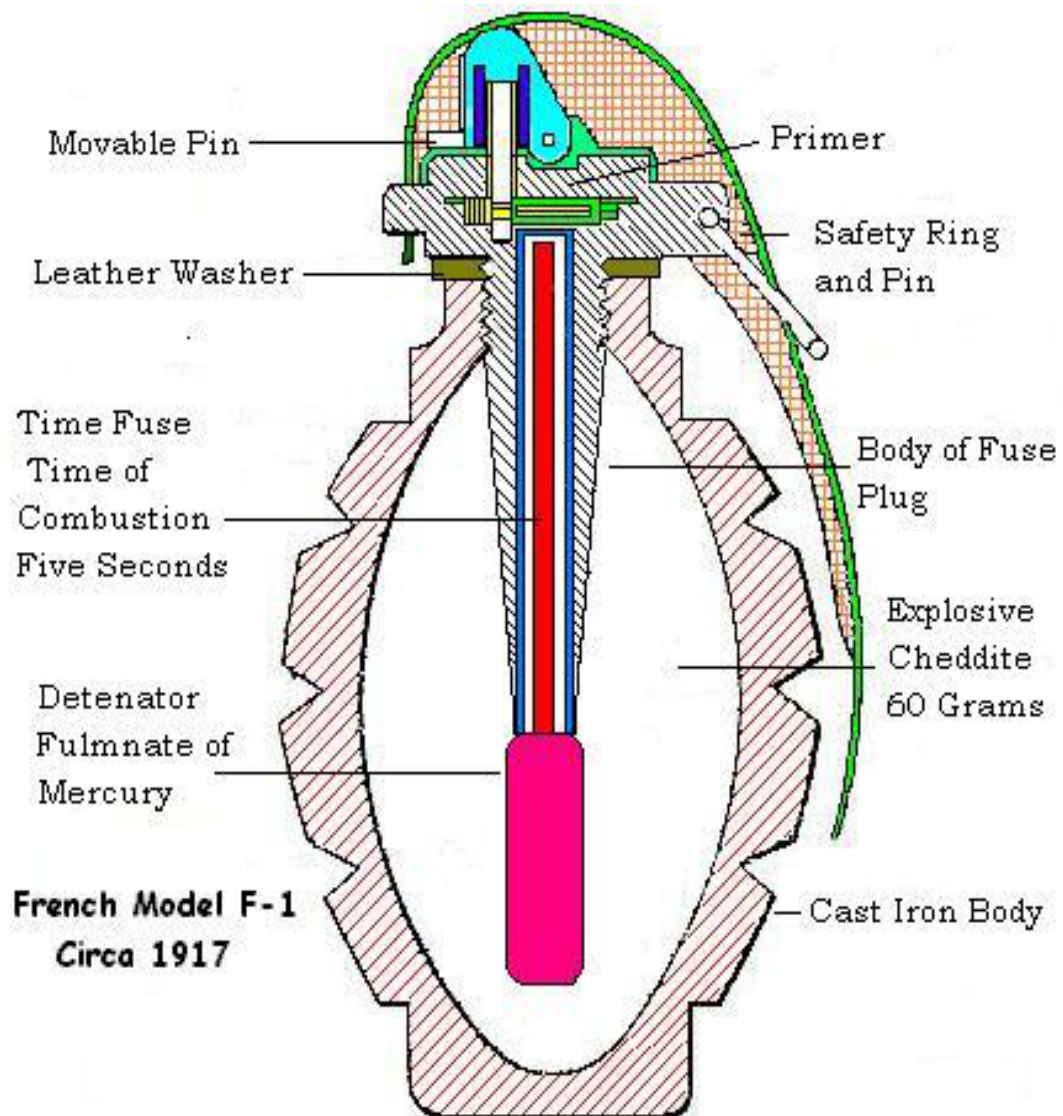 Movable Pin
Primer
Leather Washer
Safety Ring
and Pin
Time Fuse
Time of
Combustion
Five Seconds
Body of Fuse
Plug
Detenator
Fulmnate of
Mercury
Explosive
Cheddite
60 Grams
French Model F-1
Circa 1917
Cast Iron Body